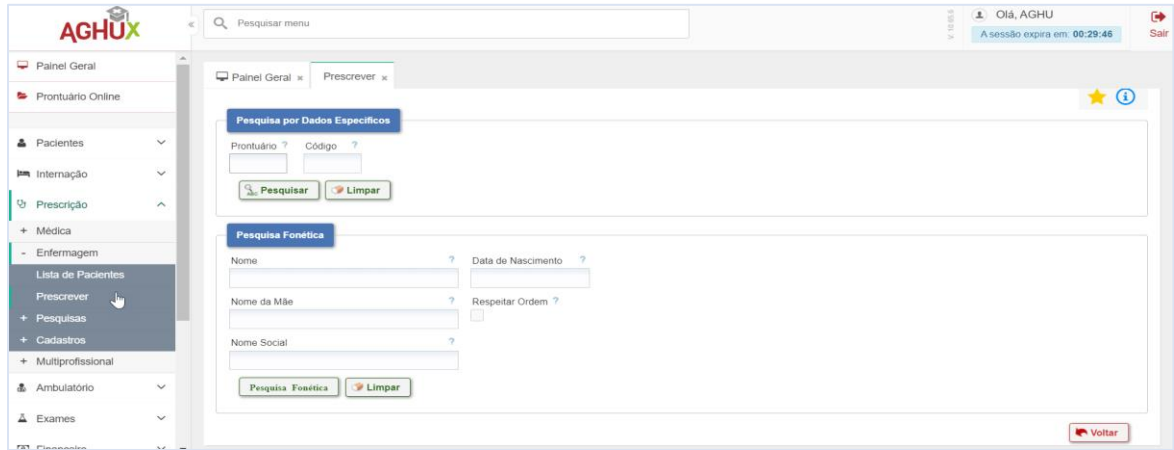 AGHUX
«
Pesquisar menu
Olá, AGHU
A sessão expira em: 00:29:46
Sair
Painel Geral
Prontuário Online
Pacientes
Internação
Prescrição
+ Médica
- Enfermagem
Lista de Pacientes
Prescrever
+ Pesquisas
+ Cadastros
+ Multiprofissional
Ambulatório
Exames
Financeiro
Painel Geral ×
Prescrever ×
Pesquisa por Dados Específicos
Prontuário ? Código ?
Pesquisar Limpar
Pesquisa Fonética
Nome ? Data de Nascimento ?
Nome da Mãe ? Respeitar Ordem ?
Nome Social ?
Pesquisa Fonética Limpar
Voltar